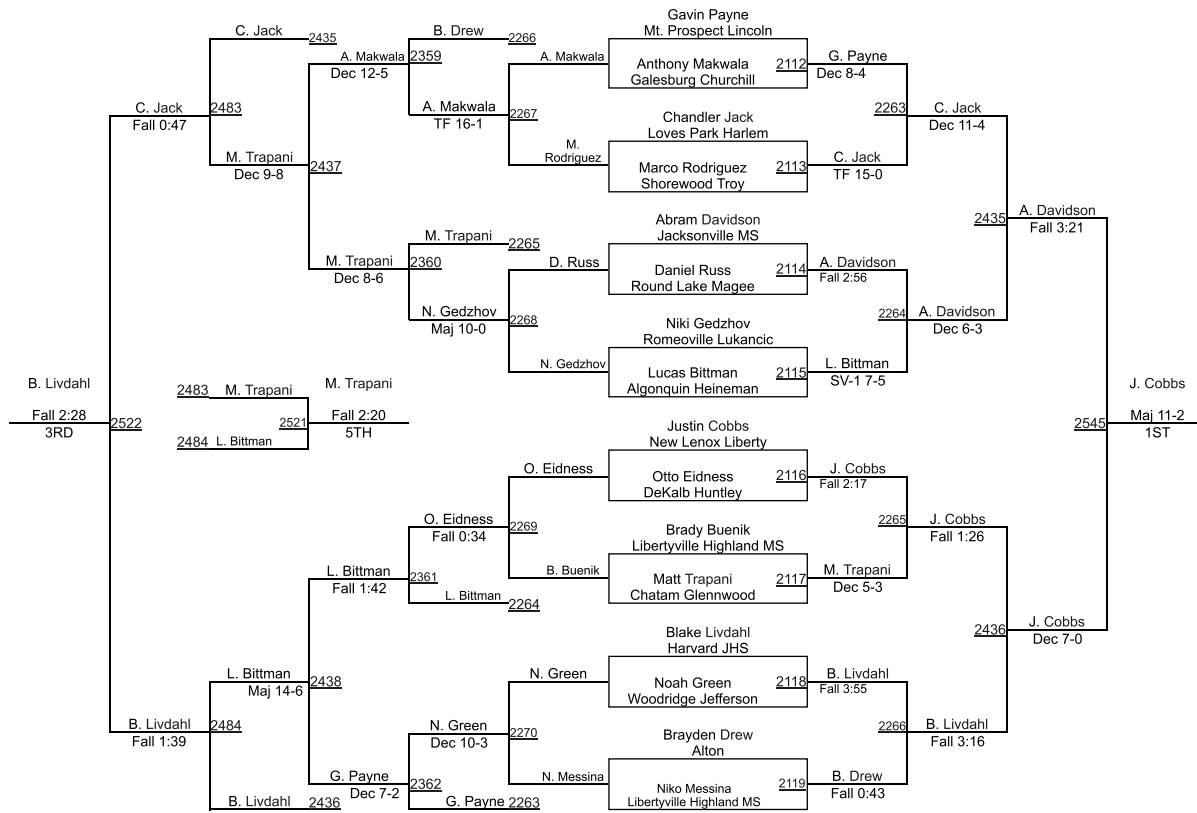 Gavin Payne
Mt. Prospect Lincoln
C. Jack
2435
B. Drew
2266
A. Makwala 2359
Dec 12-5
A. Makwala
Anthony Makwala 2112
Galesburg Churchill
G. Payne
Dec 8-4
C. Jack 2483
Fall 0:47
A. Makwala 2267
TF 16-1
Chandler Jack
Loves Park Harlem
2263 C. Jack
Dec 11-4
M.
Rodriguez
M. Trapani 2437
Dec 9-8
Marco Rodriguez 2113
Shorewood Troy
C. Jack
TF 15-0
Abram Davidson
Jacksonville MS
2435 A. Davidson
Fall 3:21
M. Trapani 2265
M. Trapani 2360
Dec 8-6
D. Russ
Daniel Russ 2114
Round Lake Magee
A. Davidson
Fall 2:56
N. Gedzhov 2268
Maj 10-0
Niki Gedzhov
Romeoville Lukancic
2264 A. Davidson
Dec 6-3
N. Gedzhov
Lucas Bittman 2115
Algonquin Heineman
L. Bittman
SV-1 7-5
B. Livdahl
Fall 2:28 2522
3RD
2483 M. Trapani
2484 L. Bittman
2521
M. Trapani
Fall 2:20
5TH
J. Cobbs
2545 Maj 11-2
1ST
Justin Cobbs
New Lenox Liberty
O. Eidness
Otto Eidness 2116
DeKalb Huntley
J. Cobbs
Fall 2:17
O. Eidness 2269
Fall 0:34
Brady Buenik
Libertyville Highland MS
2265 J. Cobbs
Fall 1:26
L. Bittman 2361
Fall 1:42
B. Buenik
Matt Trapani 2117
Chatam Glennwood
M. Trapani
Dec 5-3
L. Bittman 2264
Blake Livdahl
Harvard JHS
2436 J. Cobbs
Dec 7-0
L. Bittman 2438
Maj 14-6
N. Green
Noah Green 2118
Woodridge Jefferson
B. Livdahl
Fall 3:55
B. Livdahl 2484
Fall 1:39
N. Green 2270
Dec 10-3
Brayden Drew
Alton
2266 B. Livdahl
Fall 3:16
G. Payne 2362
Dec 7-2
N. Messina
Niko Messina 2119
Libertyville Highland MS
B. Drew
Fall 0:43
B. Livdahl 2436
G. Payne 2263